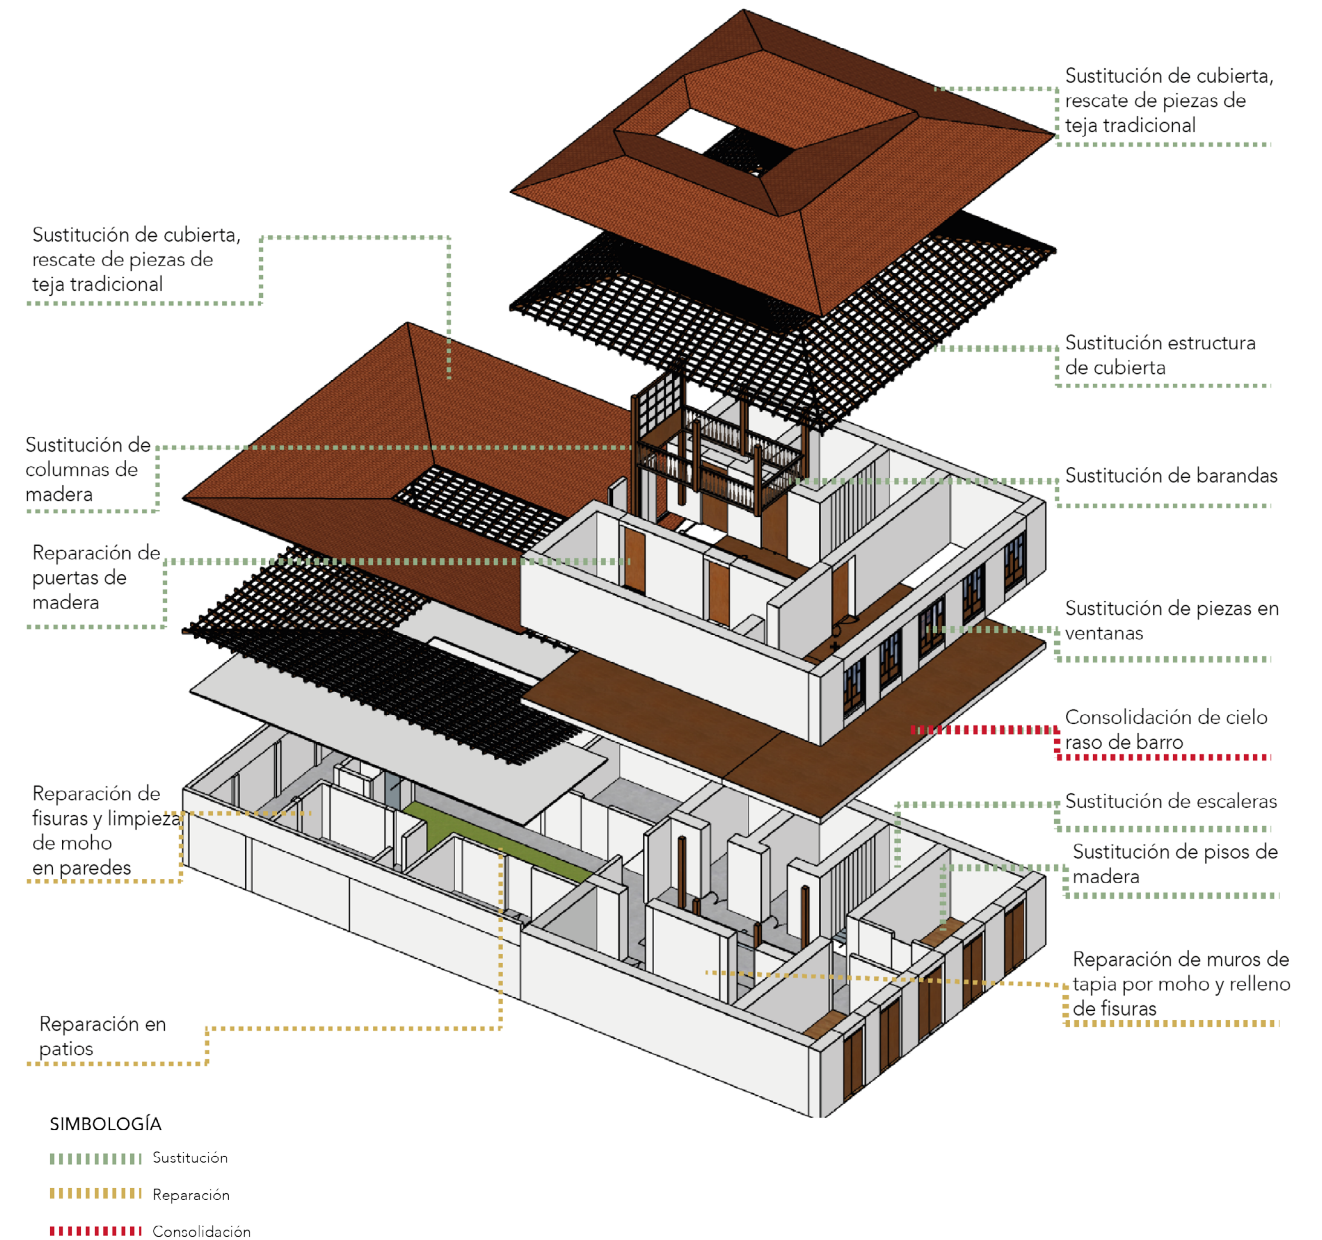 Sustitución de cubierta,
rescate de piezas de
teja tradicional
Sustitución de cubierta,
rescate de piezas de
teja tradicional
Sustitución estructura
de cubierta
Sustitución de
columnas de
madera
Sustitución de barandas
Reparación de
puertas de
madera
Sustitución de piezas en
ventanas
Consolidación de cielo
raso de barro
Reparación de
fisuras y limpieza
de moho
en paredes
Sustitución de escaleras
Sustitución de pisos de
madera
Reparación de muros de
tapia por moho y relleno
de fisuras
Reparación en
patios
SIMBOLOGÍA
Sustitución
Reparación
Consolidación